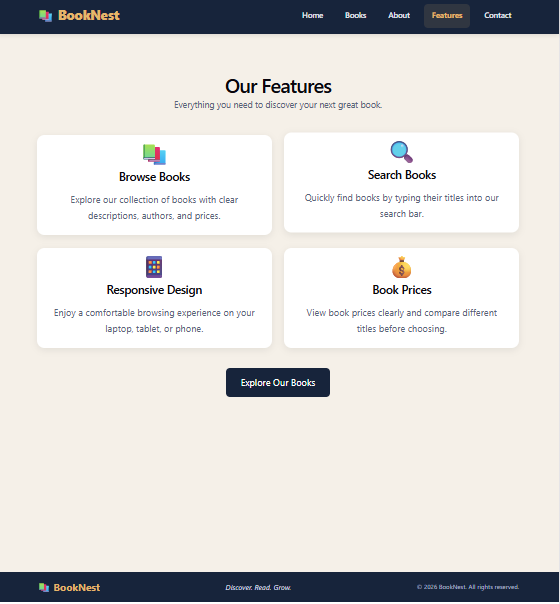 BookNest
Home Books About Features Contact
Our Features
Everything you need to discover your next great book.
Browse Books
Explore our collection of books with clear
descriptions, authors, and prices.
Search Books
Quickly find books by typing their titles into our
search bar.
Responsive Design
Enjoy a comfortable browsing experience on your
laptop, tablet, or phone.
Book Prices
View book prices clearly and compare different
titles before choosing.
Explore Our Books
BookNest
Discover. Read. Grow.
© 2026 BookNest. All rights reserved.